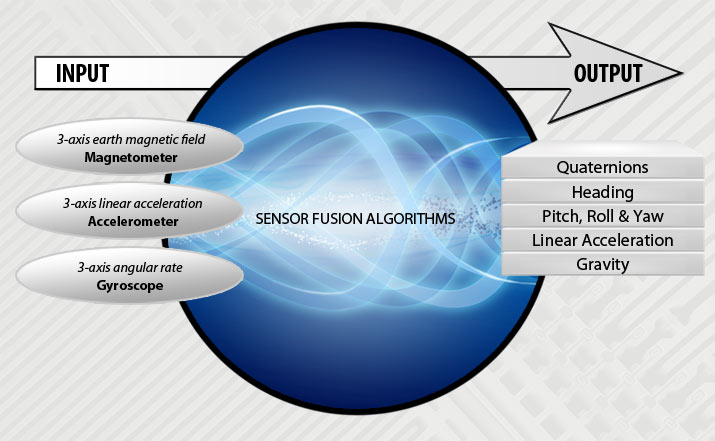 INPUT
OUTPUT
3-axis earth magnetic field
Magnetometer
3-axis linear acceleration
Accelerometer
3-axis angular rate
Gyroscope
SENSOR FUSION ALGORITHMS
Quaternions
Heading
Pitch, Roll & Yaw
Linear Acceleration
Gravity